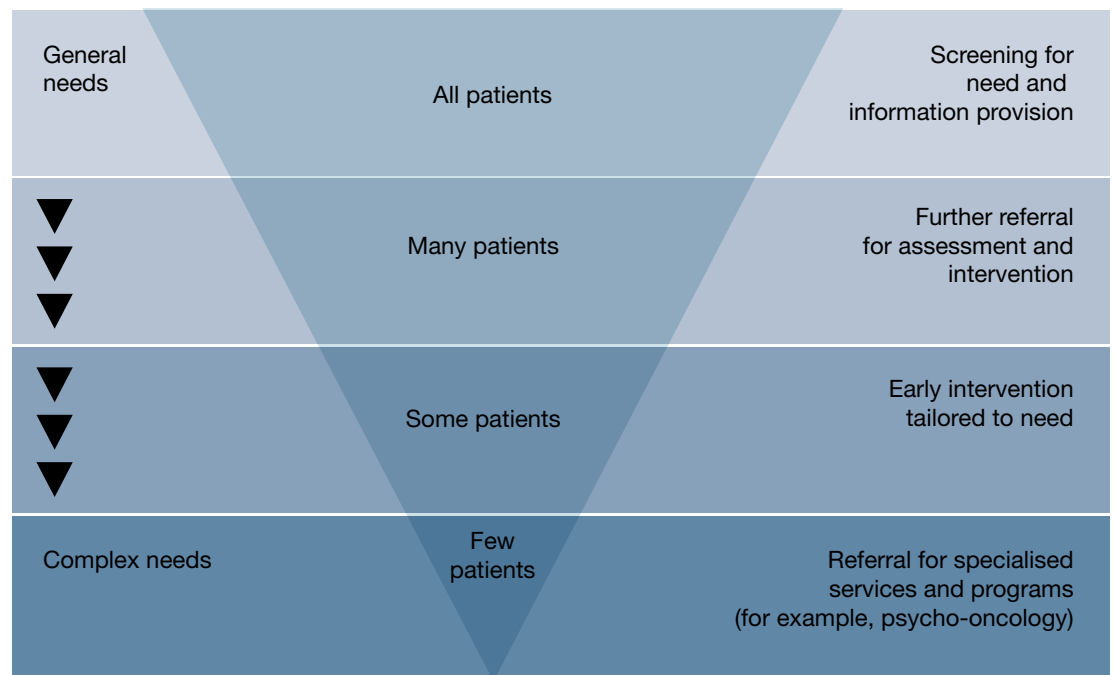 General
needs
All patients
Screening for
need and
information provision
Many patients
Further referral
for assessment and
intervention
Some patients
Early intervention
tailored to need
Complex needs
Few
patients
Referral for specialised
services and programs
(for example, psycho-oncology)